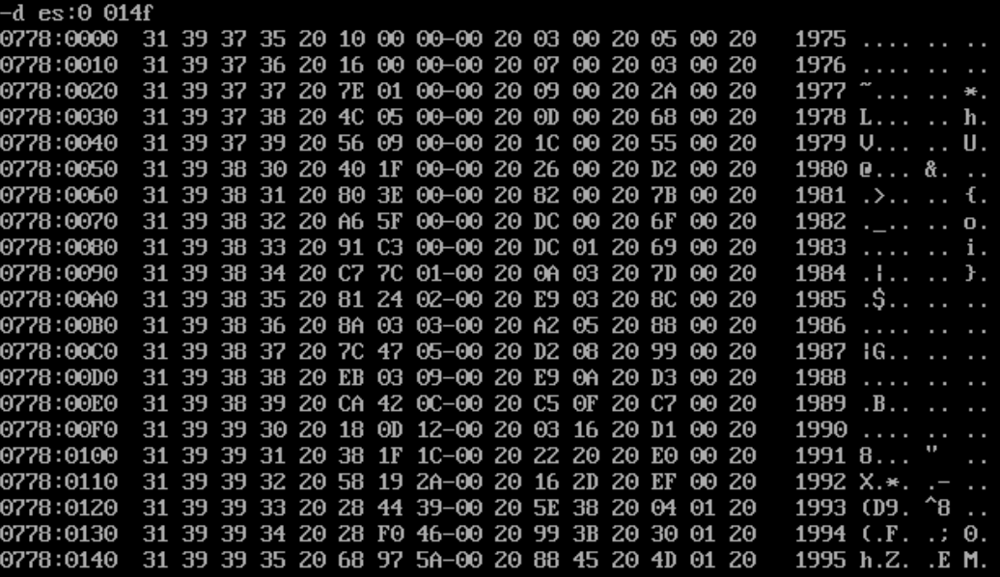 -d es:0 014f
0778:0000  31 39 37 35 20 10 00 00-00 20 03 00 20 05 00 20   1975 .... .. ..
0778:0010  31 39 37 36 20 16 00 00-00 20 07 00 20 03 00 20   1976 .... .. ..
0778:0020  31 39 37 37 20 7E 01 00-00 20 09 00 20 2A 00 20   1977 ~... .. *.
0778:0030  31 39 37 38 20 4C 05 00-00 20 0D 00 20 68 00 20   1978 L... .. h.
0778:0040  31 39 37 39 20 56 09 00-00 20 1C 00 20 55 00 20   1979 V... .. U.
0778:0050  31 39 38 30 20 40 1F 00-00 20 26 00 20 D2 00 20   1980 @... &. ..
0778:0060  31 39 38 31 20 80 3E 00-00 20 82 00 20 7B 00 20   1981 .>.. .. {.
0778:0070  31 39 38 32 20 A6 5F 00-00 20 DC 00 20 6F 00 20   1982 ._.. .. o.
0778:0080  31 39 38 33 20 91 C3 00-00 20 DC 01 20 69 00 20   1983 .... .. i.
0778:0090  31 39 38 34 20 C7 7C 01-00 20 0A 03 20 7D 00 20   1984 .|.. .. }.
0778:00A0  31 39 38 35 20 81 24 02-00 20 E9 03 20 8C 00 20   1985 .$.. .. ..
0778:00B0  31 39 38 36 20 8A 03 03-00 20 A2 05 20 88 00 20   1986 .... .. ..
0778:00C0  31 39 38 37 20 7C 47 05-00 20 D2 08 20 99 00 20   1987 |G.. .. ..
0778:00D0  31 39 38 38 20 EB 03 09-00 20 E9 0A 20 D3 00 20   1988 .... .. ..
0778:00E0  31 39 38 39 20 CA 42 0C-00 20 C5 0F 20 C7 00 20   1989 .B.. .. ..
0778:00F0  31 39 39 30 20 18 0D 12-00 20 03 16 20 D1 00 20   1990 .... .. ..
0778:0100  31 39 39 31 20 38 1F 1C-00 20 22 20 20 E0 00 20   1991 8... "  ..
0778:0110  31 39 39 32 20 58 19 2A-00 20 16 2D 20 EF 00 20   1992 X.*. .- ..
0778:0120  31 39 39 33 20 28 44 39-00 20 5E 38 20 04 01 20   1993 (D9. ^8 ..
0778:0130  31 39 39 34 20 28 F0 46-00 20 99 3B 20 30 01 20   1994 (.F. .; 0.
0778:0140  31 39 39 35 20 68 97 5A-00 20 88 45 20 4D 01 20   1995 h.Z. .E M.